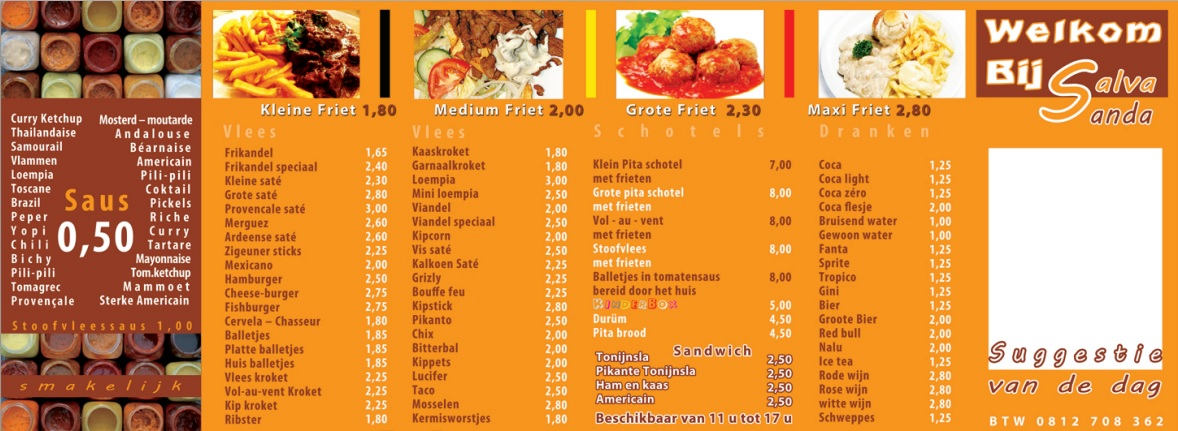 Curry Ketchup
Thailandaise
Samourail
Vlammen
Loempia
Toscane
Brazil
Peper
Yopi
Chili
Bichy
Pili-pili
Tomagrec
Provençale
Mosterd – moutarde
Andalouse
Béarnaise
Americain
Pili-pili
Coktail
Pickels
Riche
Curry
Tartare
Mayonnaise
Tom.ketchup
Mammoet
Sterke Americain
Saus
0,50
Stoofvleessaus 1,00
smakelijk
Kleine Friet 1,80
Vlees
Frikandel 1,65
Frikandel speciaal 2,40
Kleine saté 2,30
Grote saté 2,80
Provencale saté 3,00
Merguez 2,60
Ardeense saté 2,60
Zigeuner sticks 2,25
Mexicano 2,00
Hamburger 2,50
Cheese-burger 2,75
Fishburger 2,75
Cervela – Chasseur 1,80
Balletjes 1,85
Platte balletjes 1,85
Huis balletjes 1,85
Vlees kroket 2,25
Vol-au-vent Kroket 2,25
Kip kroket 2,25
Ribster 1,80
Medium Friet 2,00
Vlees
Kaaskroket 1,80
Garnaalkroket 1,80
Loempia 3,00
Mini loempia 2,50
Viandel 2,00
Viandel speciaal 2,50
Kipcorn 2,00
Vis saté 2,50
Kalkoen Saté 2,25
Grizly 2,25
Bouffe feu 2,25
Kipstick 2,80
Pikanto 2,50
Chix 2,00
Bitterbal 2,00
Kippets 2,00
Lucifer 2,50
Taco 2,50
Mosselen 2,80
Kermisworstjes 1,80
Grote Friet 2,30
Schotels
Klein Pita schotel 7,00
met frieten
Grote pita schotel 8,00
met frieten
Vol - au - vent 8,00
met frieten
Stoofvlees 8,00
met frieten
Balletjes in tomatensaus 8,00
bereid door het huis
KINDERBOX 5,00
Durüm 4,50
Pita brood 4,50
Sandwich
Tonijnsla 2,50
Pikante Tonijnsla 2,50
Ham en kaas 2,50
Americain 2,50
Beschikbaar van 11 u tot 17 u
Maxi Friet 2,80
Dranken
Coca 1,25
Coca light 1,25
Coca zéro 1,25
Coca flesje 2,00
Bruisend water 1,00
Gewoon water 1,00
Fanta 1,25
Sprite 1,25
Tropico 1,25
Gini 1,25
Bier 1,25
Groote Bier 2,00
Red bull 2,00
Nalu 2,00
Ice tea 1,25
Rode wijn 2,80
Rose wijn 2,80
witte wijn 2,80
Schweppes 1,25
Welkom
Bij Salva
Sanda
Suggestie
van de dag
BTW 0812 708 362